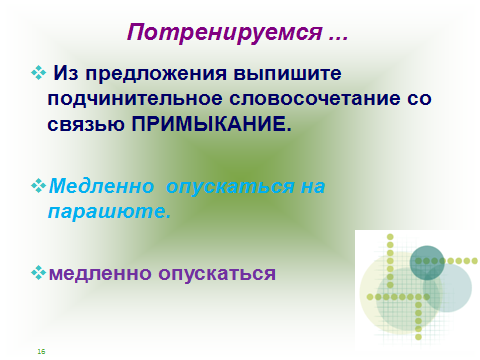 Потренируемся ...
Из предложения выпишите
подчинительное словосочетание со
связью ПРИМЫКАНИЕ.
Медленно опускаться на
парашюте.
медленно опускаться
16